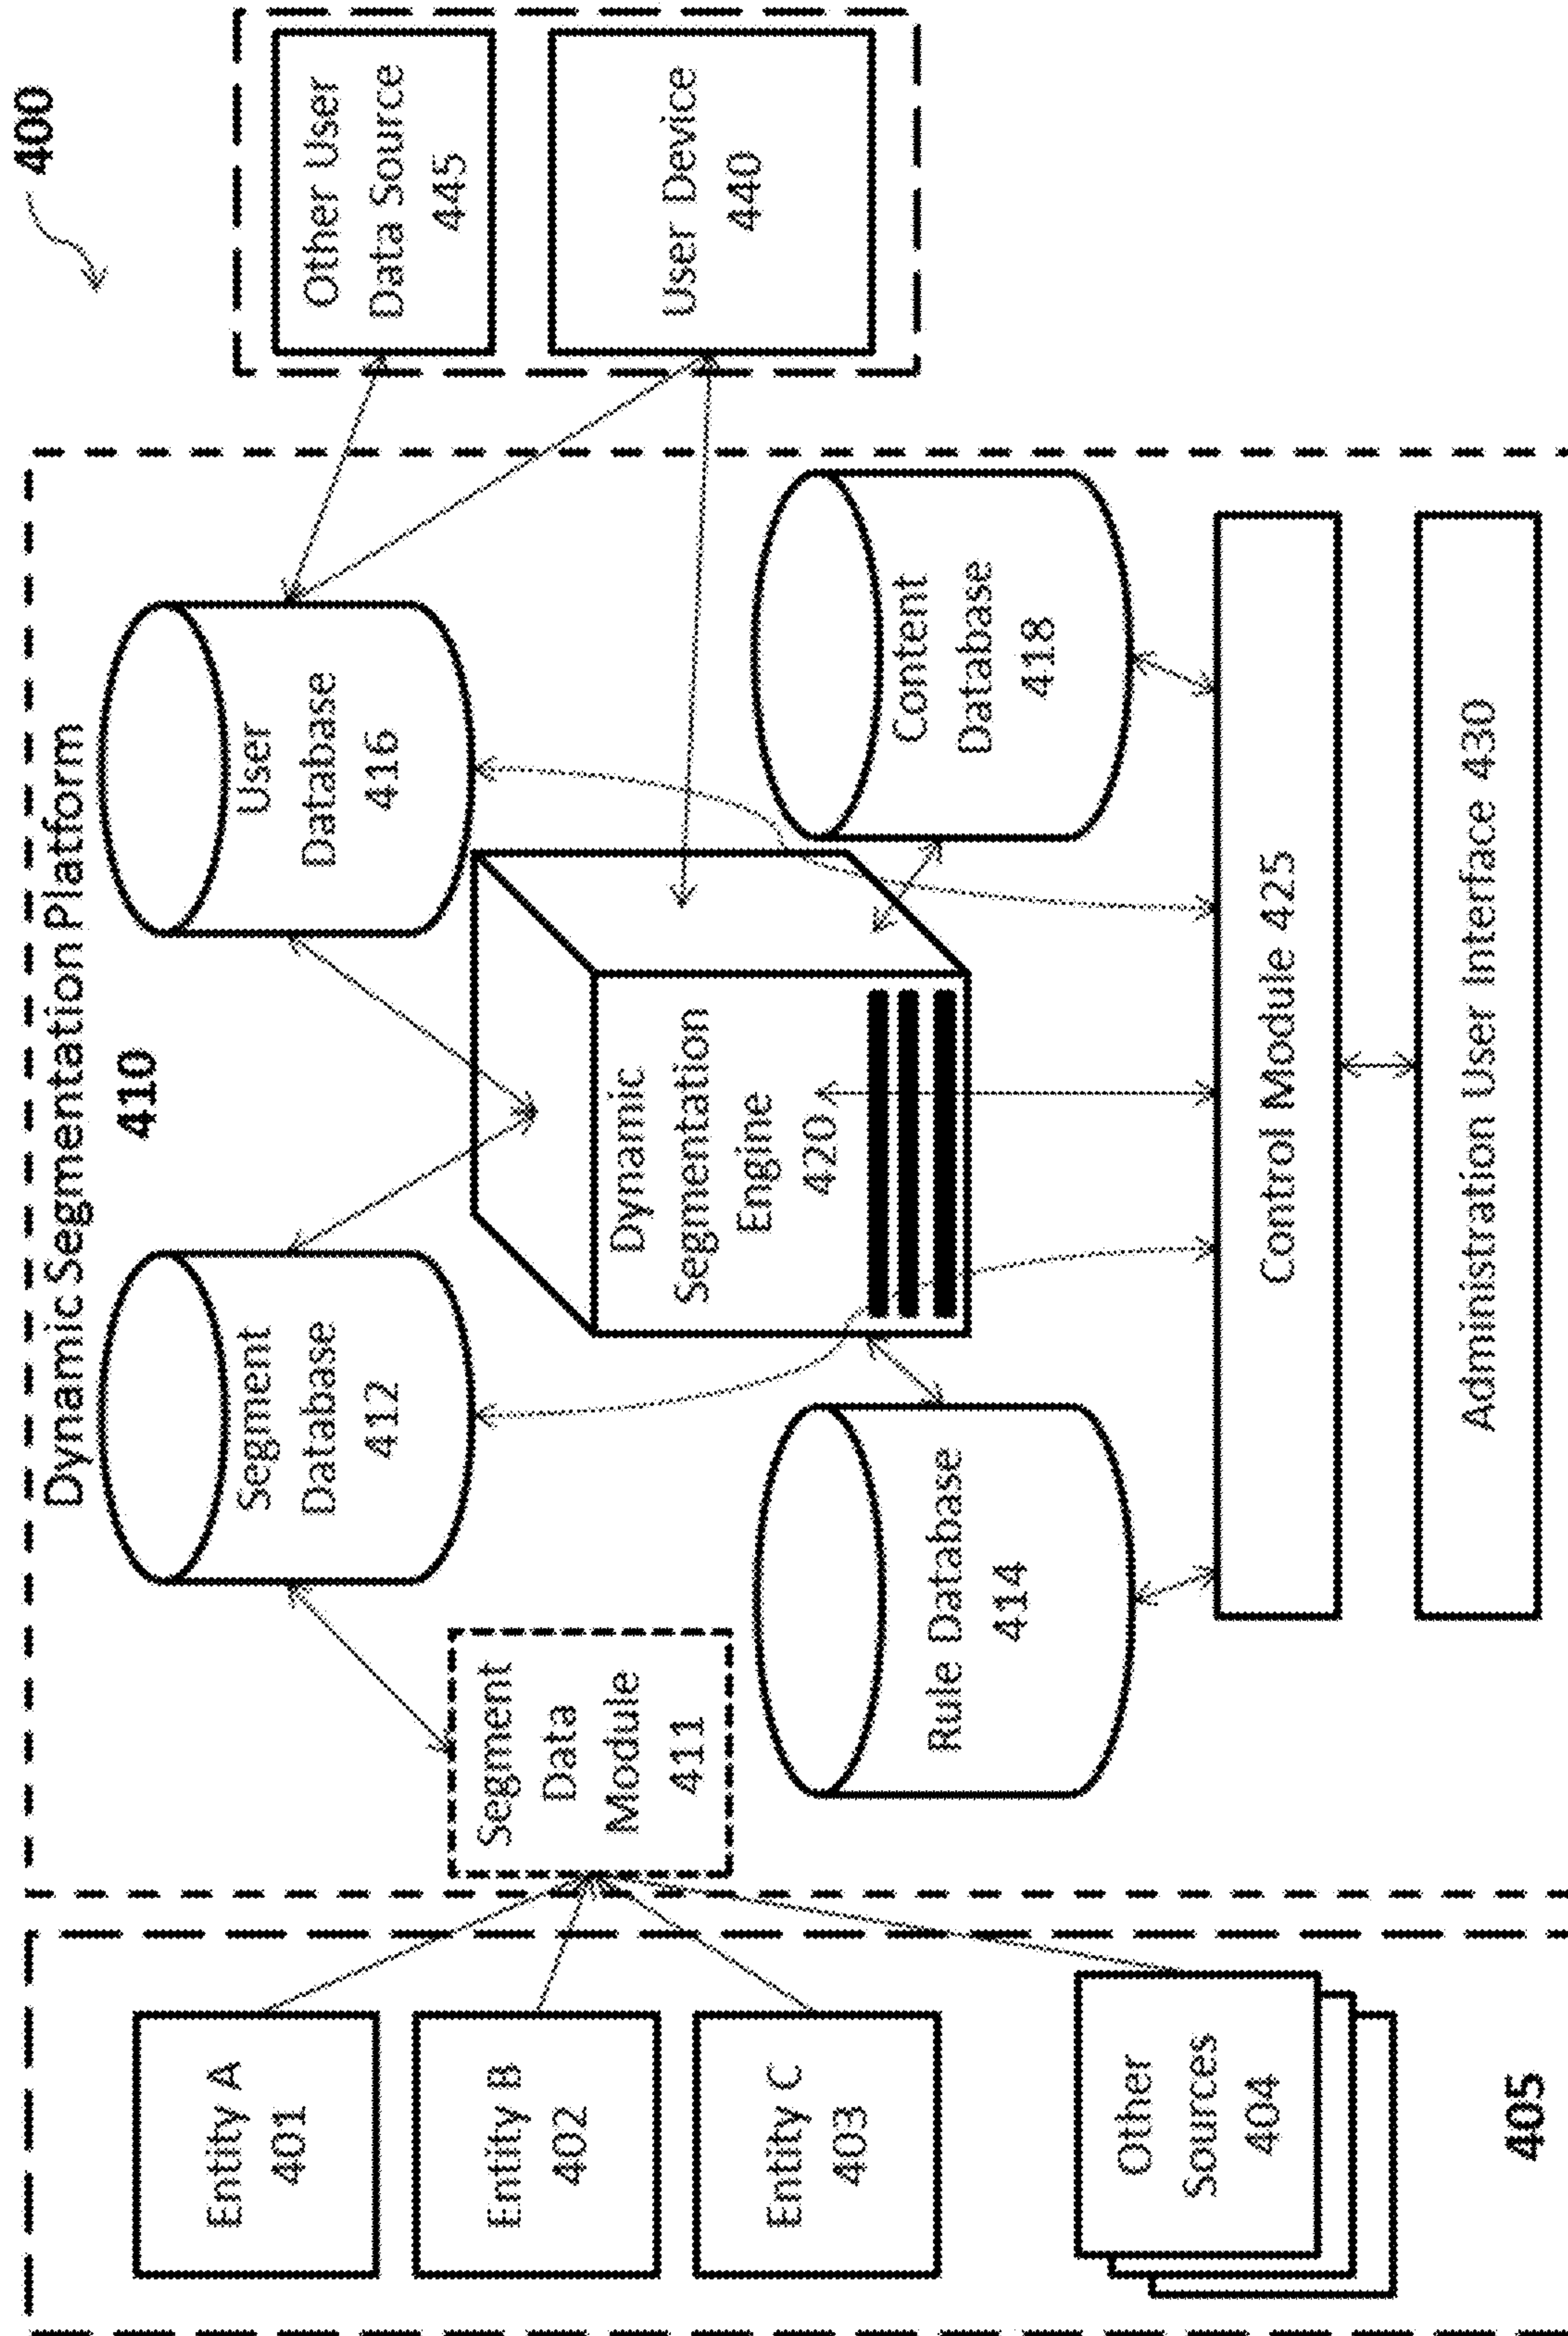 400
Dynamic Segmentation Platform
410
Entity A
401
Entity B
402
Entity C
403
Other
Sources
404
405
Segment
Data
Module
411
Segment
Database
412
Rule Database
414
User
Database
416
Dynamic
Segmentation
Engine
420
Content
Database
418
Control Module 425
Administration User Interface 430
Other User
Data Source
445
User Device
440